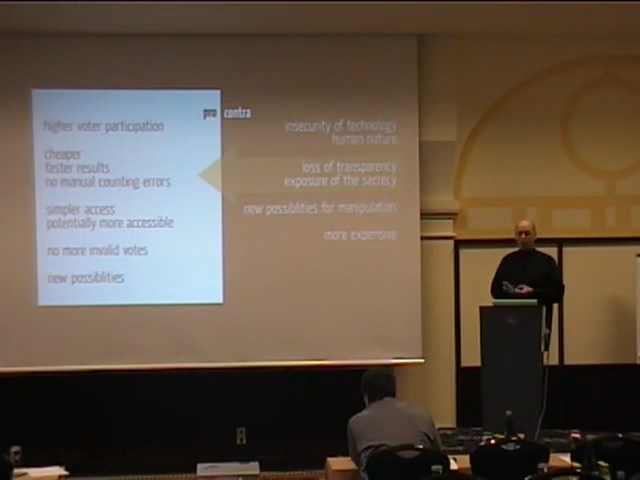 pro contra
higher voter participation
cheaper
faster results
no manual counting errors
simpler access
potentially more accessible
no more invalid votes
new possiblities
insecurity of technology
human nature
loss of transparency
exposure of the secrecy
new possiblities for manipulation
more expensive